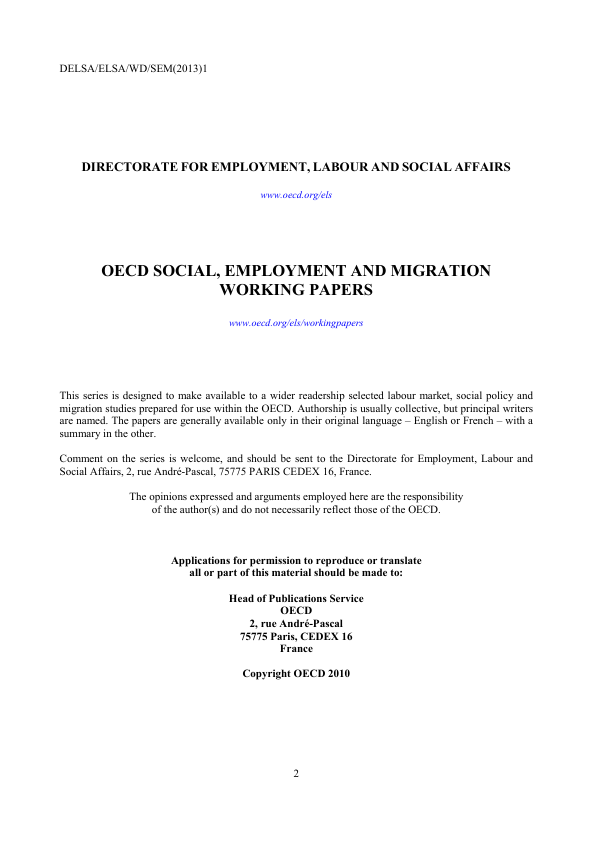 DELSA/ELSA/WD/SEM(2013)1
DIRECTORATE FOR EMPLOYMENT, LABOUR AND SOCIAL AFFAIRS
www.oecd.org/els
OECD SOCIAL, EMPLOYMENT AND MIGRATION
WORKING PAPERS
www.oecd.org/els/workingpapers
This series is designed to make available to a wider readership selected labour market, social policy and
migration studies prepared for use within the OECD. Authorship is usually collective, but principal writers
are named. The papers are generally available only in their original language – English or French – with a
summary in the other.
Comment on the series is welcome, and should be sent to the Directorate for Employment, Labour and
Social Affairs, 2, rue André-Pascal, 75775 PARIS CEDEX 16, France.
The opinions expressed and arguments employed here are the responsibility
of the author(s) and do not necessarily reflect those of the OECD.
Applications for permission to reproduce or translate
all or part of this material should be made to:
Head of Publications Service
OECD
2, rue André-Pascal
75775 Paris, CEDEX 16
France
Copyright OECD 2010
2